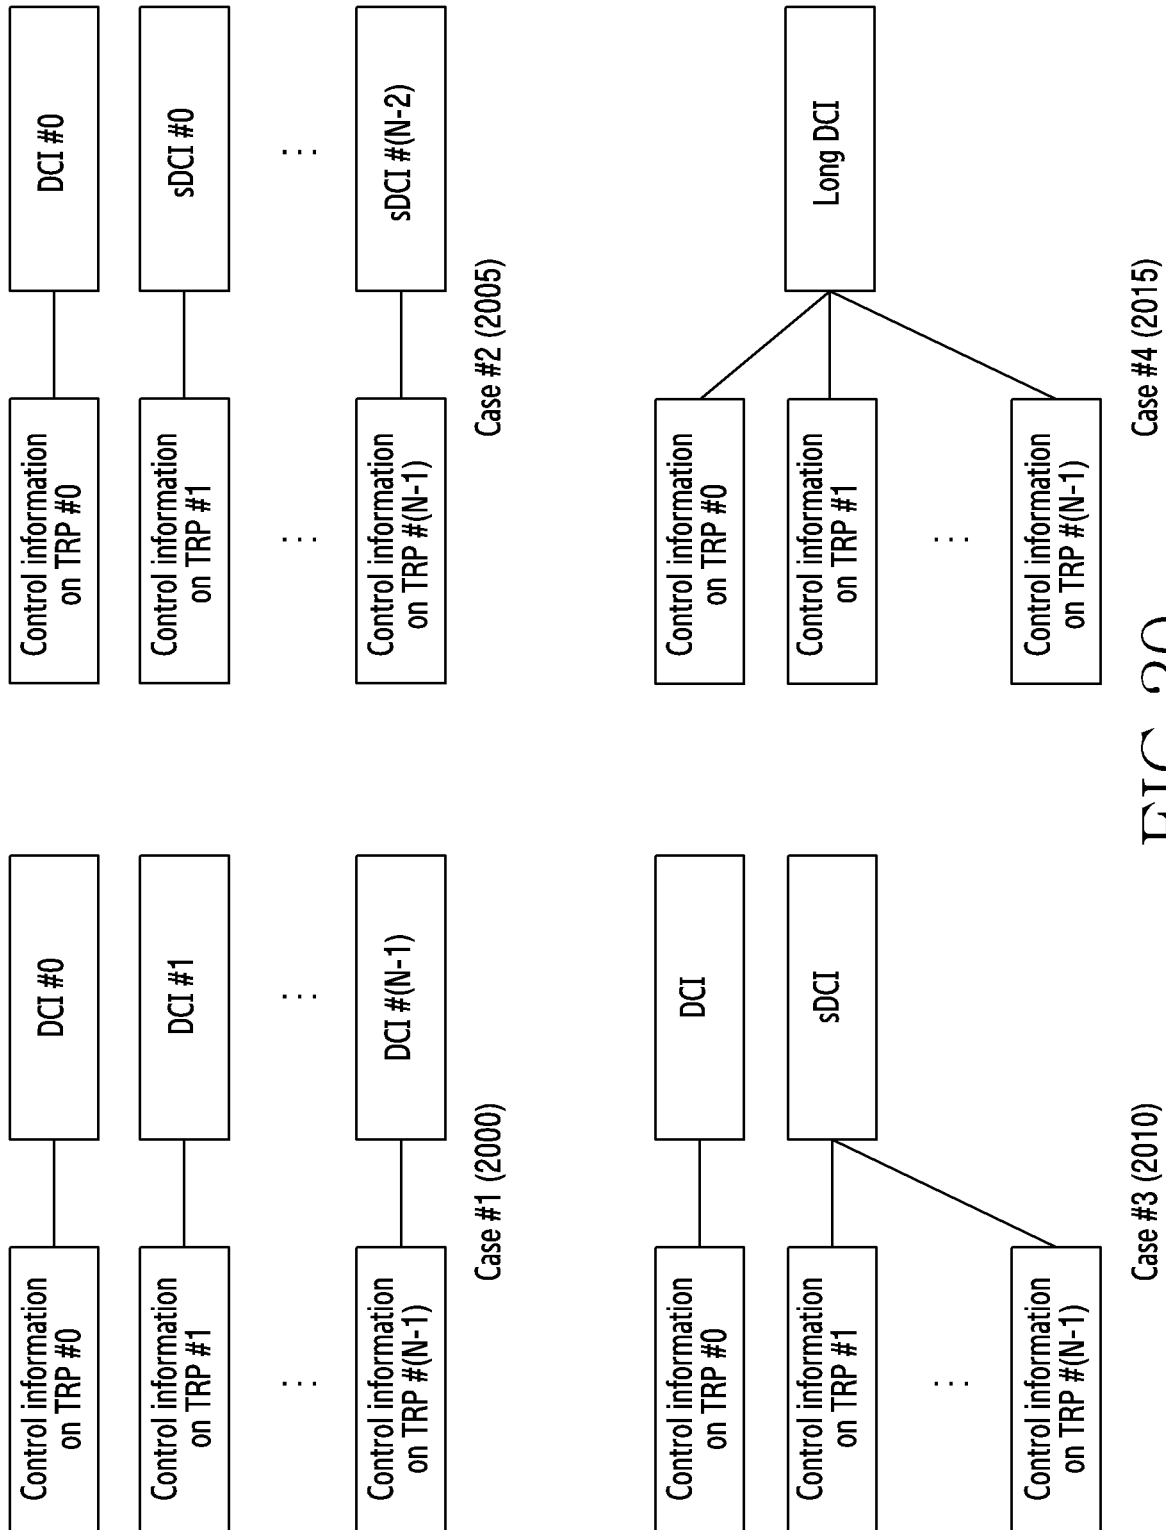 Control information
on TRP #0
DCI #0
Control information
on TRP #1
DCI #1
...
...
Control information
on TRP #(N-1)
DCI #(N-1)
Case #1 (2000)
Control information
on TRP #0
DCI #0
Control information
on TRP #1
sDCI #0
...
...
Control information
on TRP #(N-1)
sDCI #(N-2)
Case #2 (2005)
Control information
on TRP #0
DCI
Control information
on TRP #1
sDCI
...
Control information
on TRP #(N-1)
Case #3 (2010)
Control information
on TRP #0
Control information
on TRP #1
Long DCI
...
Control information
on TRP #(N-1)
Case #4 (2015)
FIG. 20